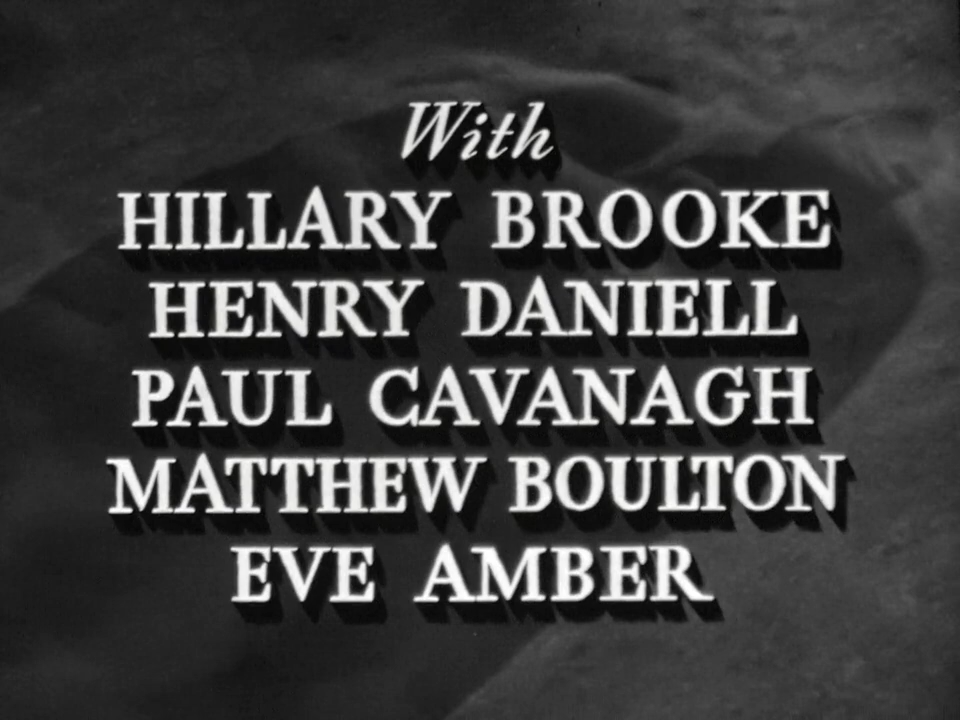 With
HILLARY BROOKE
HENRY DANIELL
PAUL CAVANAGH
MATTHEW BOULTON
EVE AMBER